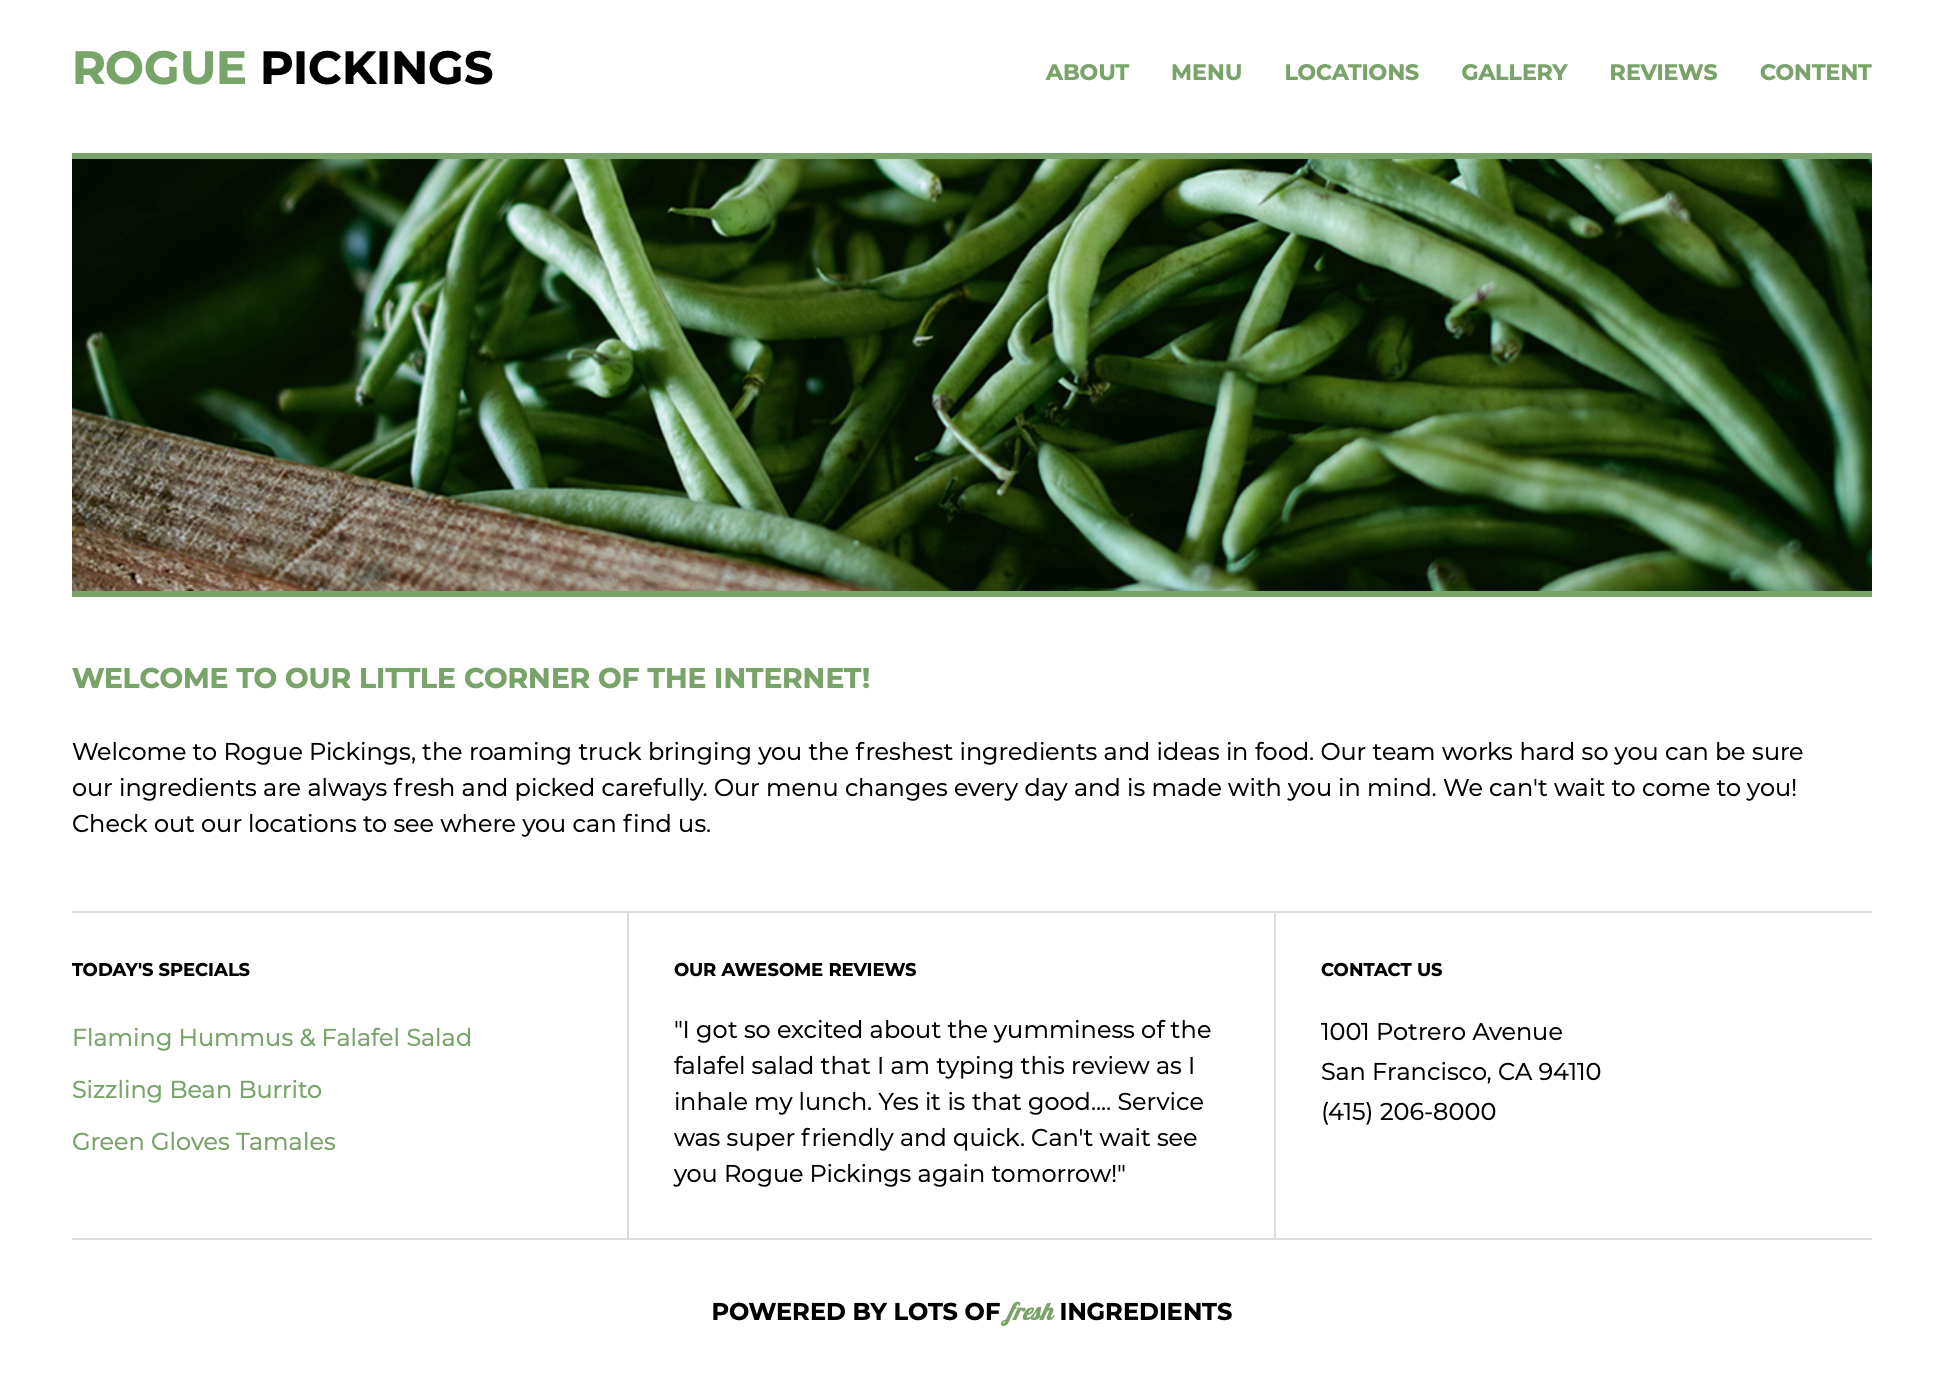 ROGUE PICKINGS
ABOUT MENU LOCATIONS GALLERY REVIEWS CONTENT
WELCOME TO OUR LITTLE CORNER OF THE INTERNET!
Welcome to Rogue Pickings, the roaming truck bringing you the freshest ingredients and ideas in food. Our team works hard so you can be sure
our ingredients are always fresh and picked carefully. Our menu changes every day and is made with you in mind. We can't wait to come to you!
Check out our locations to see where you can find us.
TODAY'S SPECIALS
Flaming Hummus & Falafel Salad
Sizzling Bean Burrito
Green Gloves Tamales
OUR AWESOME REVIEWS
"I got so excited about the yumminess of the
falafel salad that I am typing this review as I
inhale my lunch. Yes it is that good.... Service
was super friendly and quick. Can't wait see
you Rogue Pickings again tomorrow!"
CONTACT US
1001 Potrero Avenue
San Francisco, CA 94110
(415) 206-8000
POWERED BY LOTS OF fresh INGREDIENTS